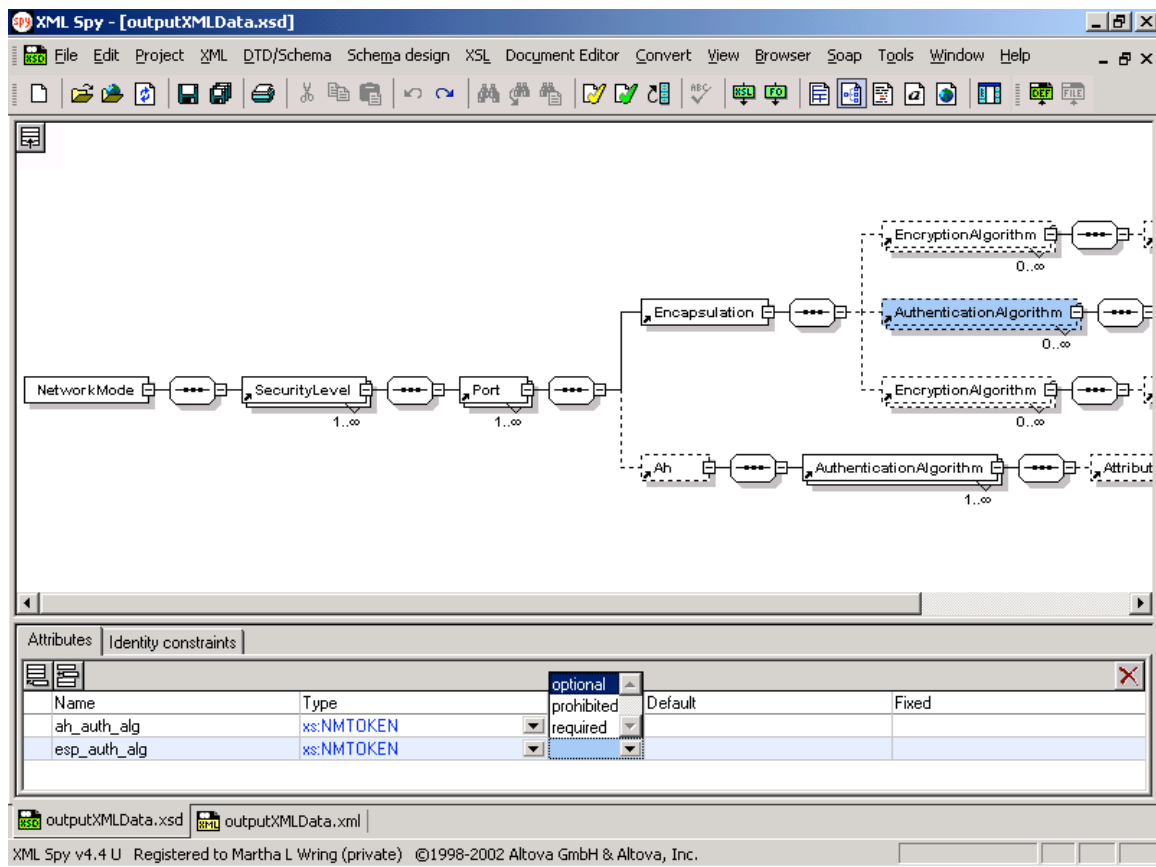 XML Spy - [outputXMLData.xsd]
File Edit Project XML DTD/Schema Schema design XSL Document Editor Convert View Browser Soap Tools Window Help
EncryptionAlgorithm
0..∞
Encapsulation
AuthenticationAlgorithm
0..∞
NetworkMode
SecurityLevel
1..∞
Port
1..∞
EncryptionAlgorithm
0..∞
Ah
AuthenticationAlgorithm
1..∞
Attribut
Attributes Identity constraints
optional
prohibited
required
Name Type Default Fixed
ah_auth_alg xs:NMTOKEN
esp_auth_alg xs:NMTOKEN
outputXMLData.xsd outputXMLData.xml
XML Spy v4.4 U Registered to Martha L Wring (private) ©1998-2002 Altova GmbH & Altova, Inc.